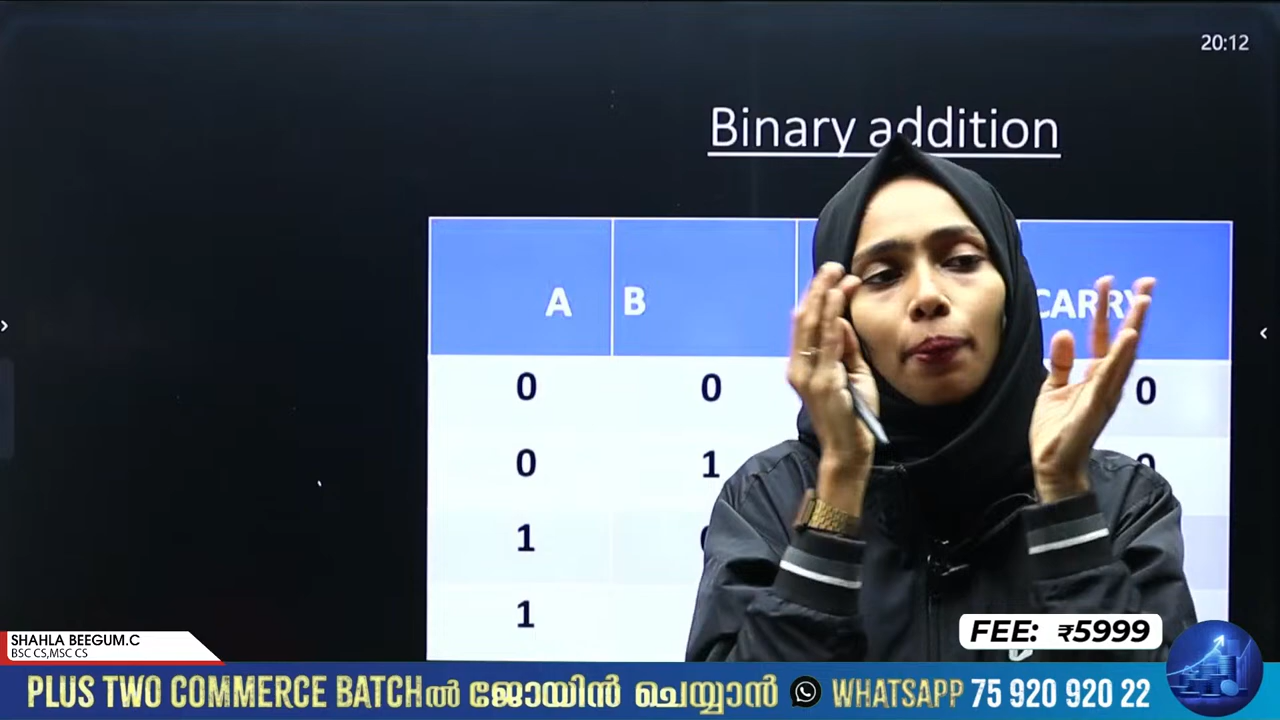 20:12
Binary addition
A B CARRY
0 0 0
0 1 0
1
1
FEE: ₹5999
SHAHLA BEEGUM.C
BSC CS,MSC CS
PLUS TWO COMMERCE BATCHൽ ജോയിൻ ചെയ്യാൻ WHATSAPP 75 920 920 22